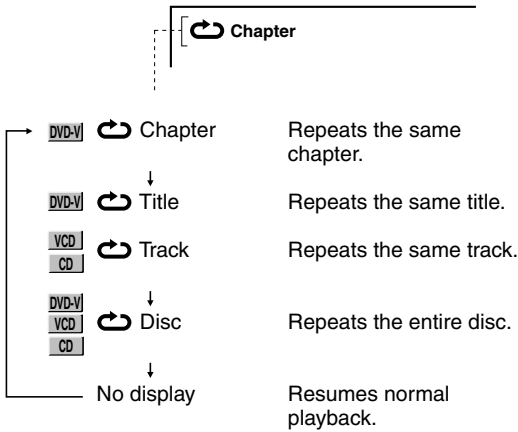 Chapter
DVD-V Chapter Repeats the same
chapter.
DVD-V Title Repeats the same title.
VCD
CD
Track Repeats the same track.
DVD-V
VCD
CD
Disc Repeats the entire disc.
No display Resumes normal
playback.